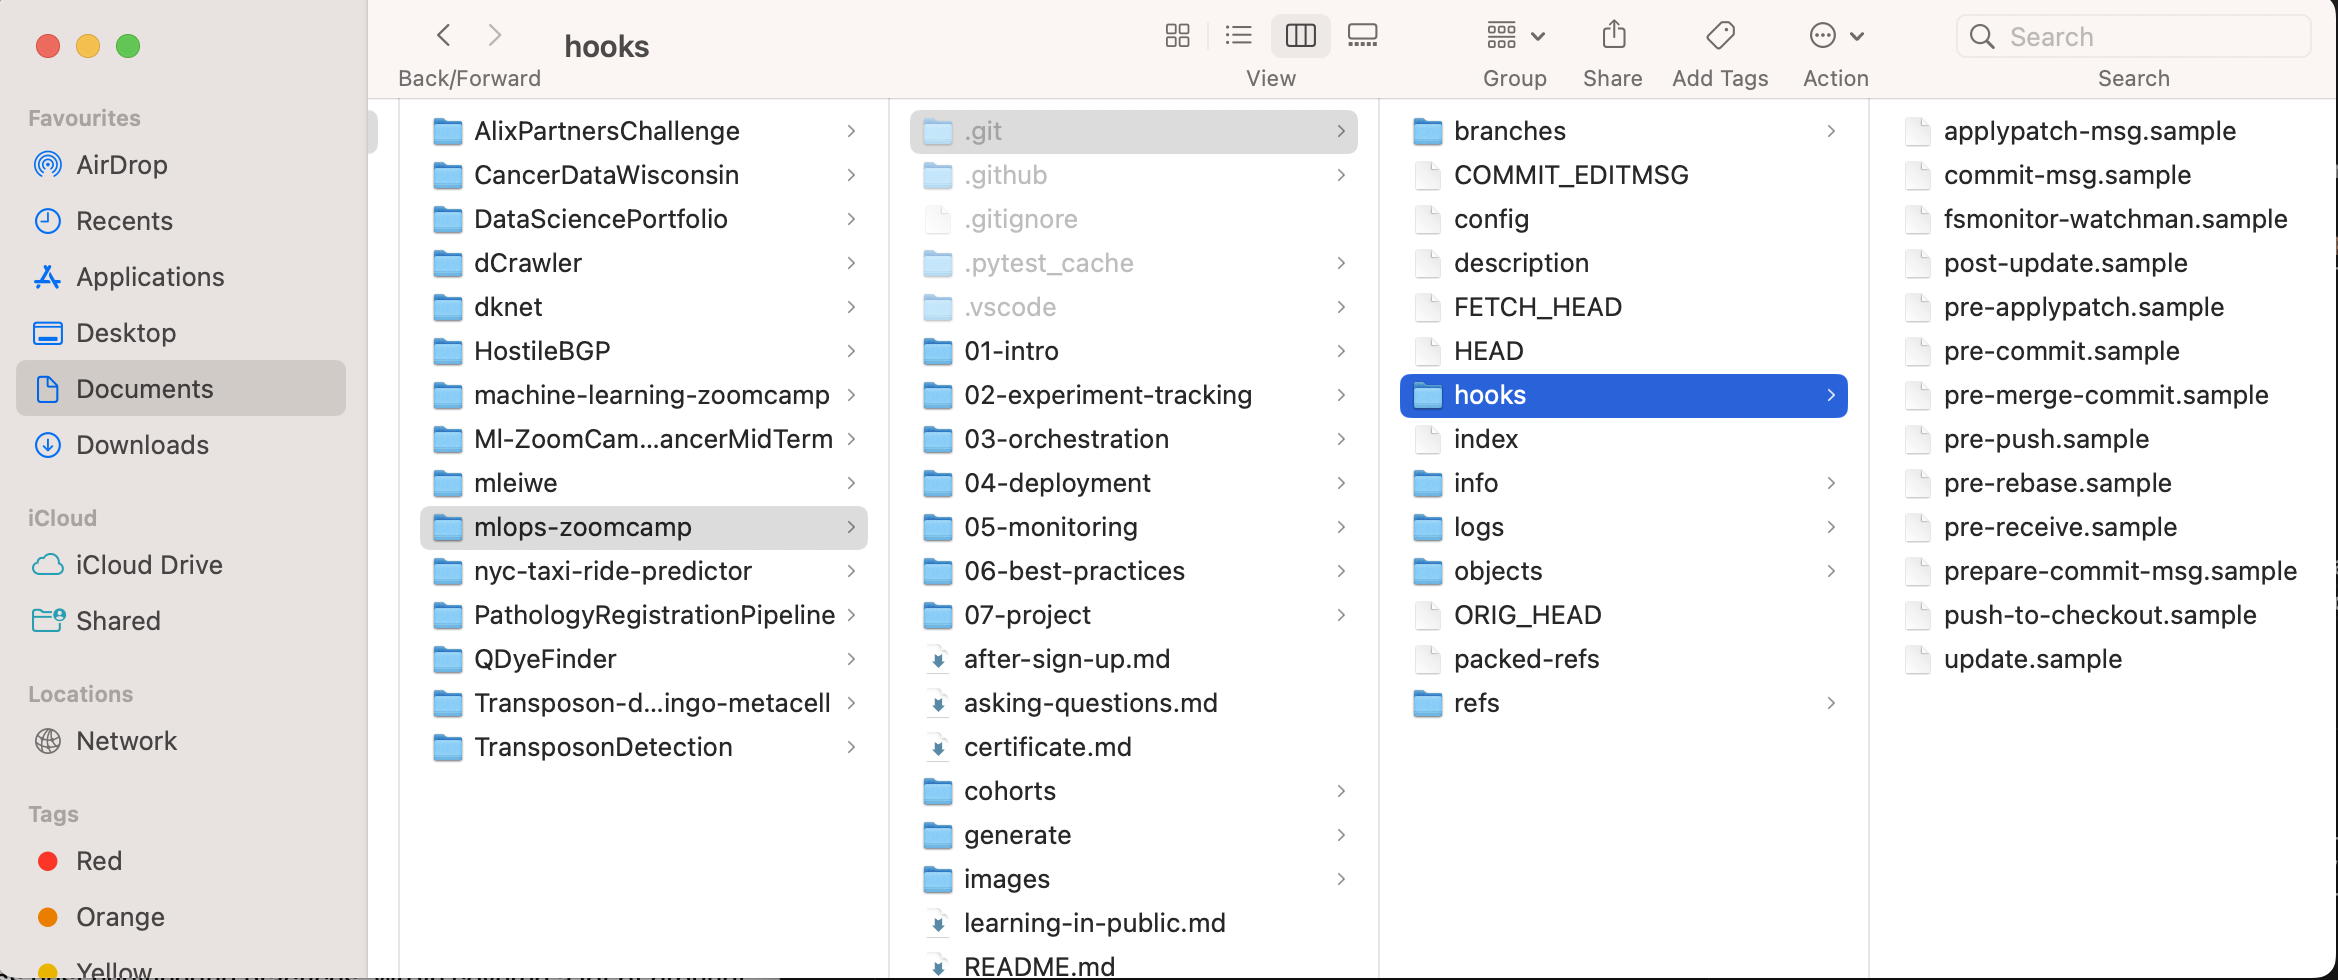 hooks
Back/Forward
View
Group
Share
Add Tags
Action
Search
Search
Favourites
AirDrop
Recents
Applications
Desktop
Documents
Downloads
iCloud
iCloud Drive
Shared
Locations
Network
Tags
Red
Orange
Yellow
AlixPartnersChallenge
CancerDataWisconsin
DataSciencePortfolio
dCrawler
dknet
HostileBGP
machine-learning-zoomcamp
Ml-ZoomCam...ancerMidTerm
mleiwe
mlops-zoomcamp
nyc-taxi-ride-predictor
PathologyRegistrationPipeline
QDyeFinder
Transposon-d...ingo-metacell
TransposonDetection
.git
.github
.gitignore
.pytest_cache
.vscode
01-intro
02-experiment-tracking
03-orchestration
04-deployment
05-monitoring
06-best-practices
07-project
after-sign-up.md
asking-questions.md
certificate.md
cohorts
generate
images
learning-in-public.md
README.md
branches
COMMIT_EDITMSG
config
description
FETCH_HEAD
HEAD
hooks
index
info
logs
objects
ORIG_HEAD
packed-refs
refs
applypatch-msg.sample
commit-msg.sample
fsmonitor-watchman.sample
post-update.sample
pre-applypatch.sample
pre-commit.sample
pre-merge-commit.sample
pre-push.sample
pre-rebase.sample
pre-receive.sample
prepare-commit-msg.sample
push-to-checkout.sample
update.sample